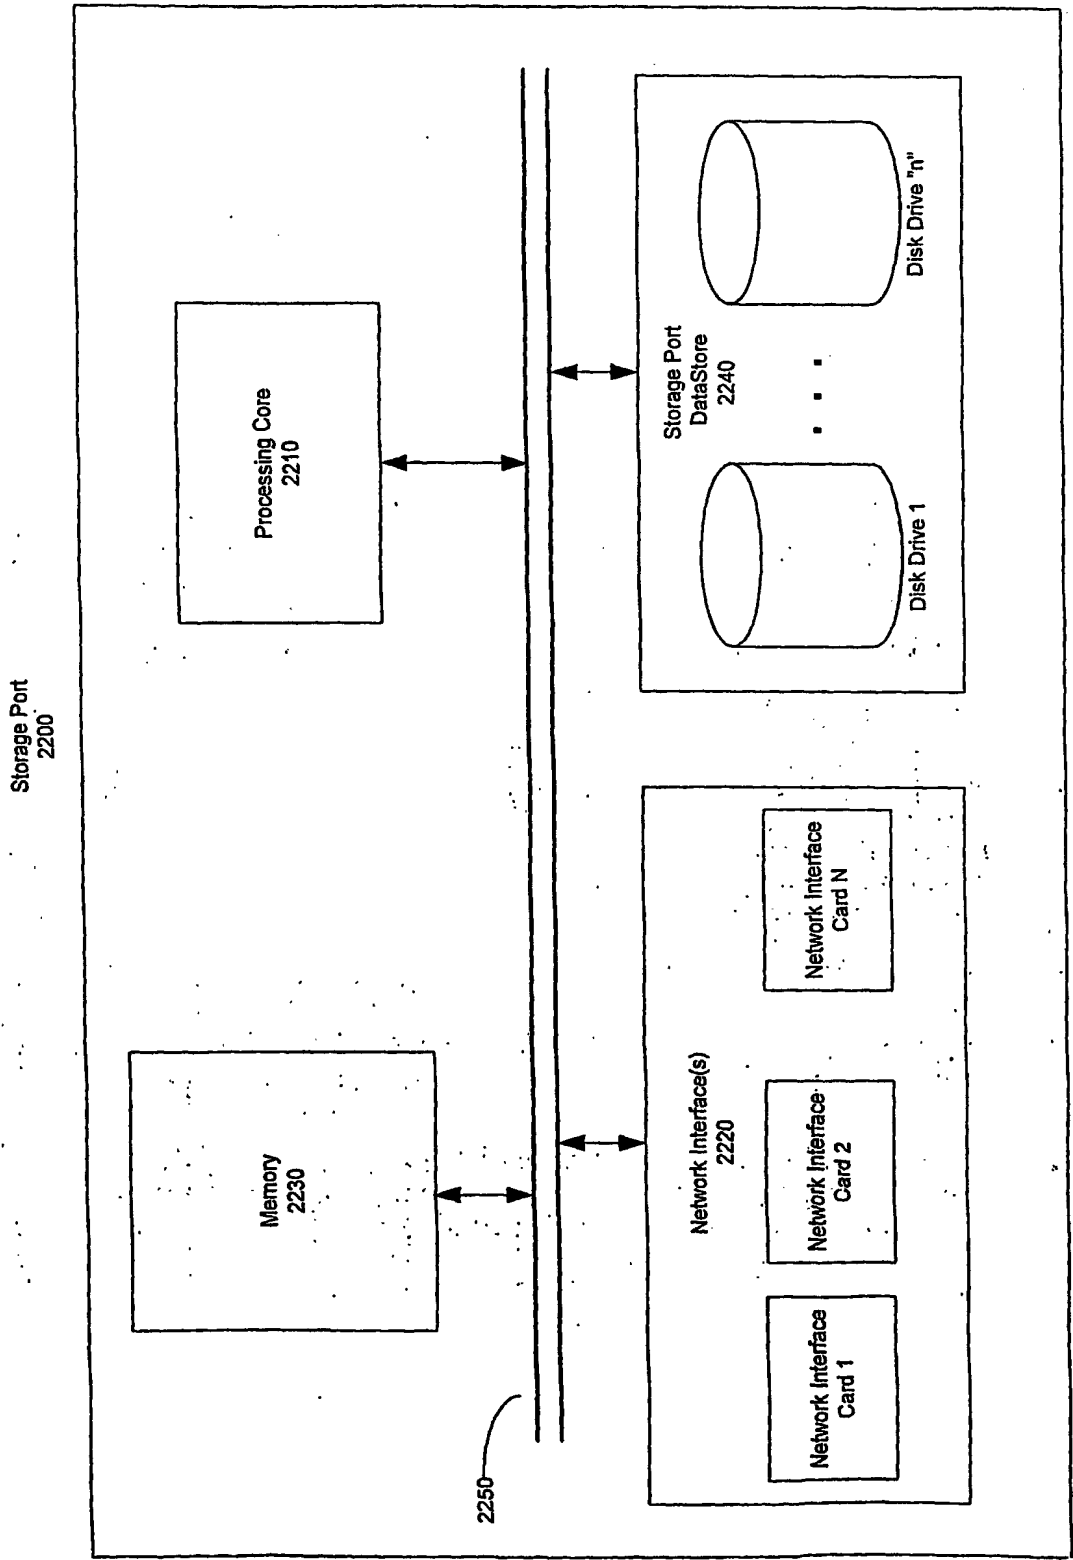 Storage Port
2200
Memory
2230
Processing Core
2210
2250
Network Interface(s)
2220
Network Interface
Card 1
Network Interface
Card 2
Network Interface
Card N
Storage Port
DataStore
2240
Disk Drive 1
Disk Drive "n"